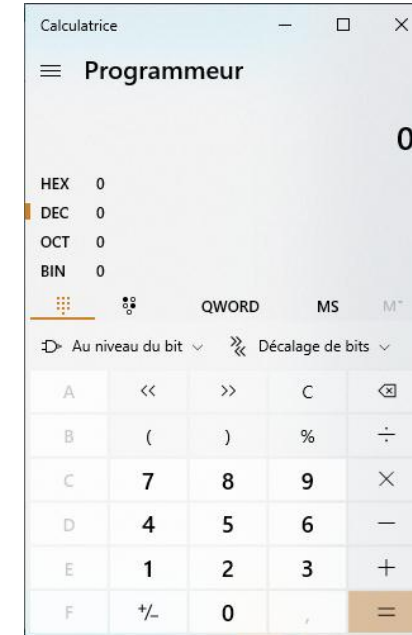 Calculatrice
Programmeur
0
HEX 0
DEC 0
OCT 0
BIN 0
QWORD MS M˅
Au niveau du bit Décalage de bits
A << >> C
B ( ) % ÷
C 7 8 9 ×
D 4 5 6 −
E 1 2 3 +
F +/− 0 , =